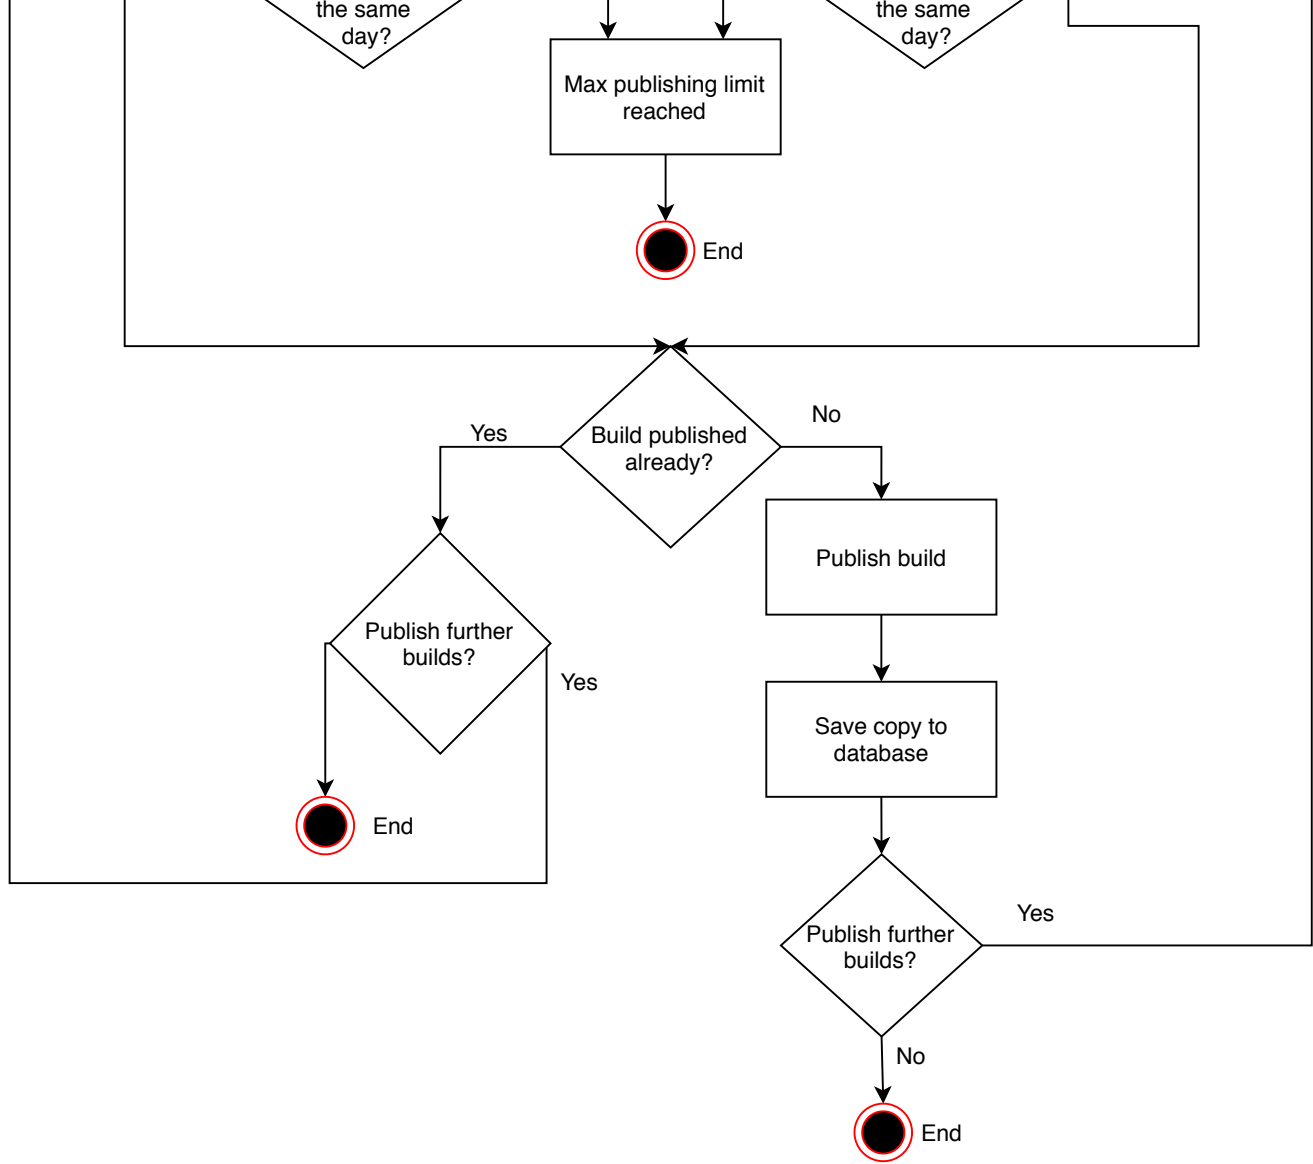 the same
day?
the same
day?
Max publishing limit
reached
End
Build published
already?
Yes
No
Publish build
Publish further
builds?
Yes
Save copy to
database
End
Publish further
builds?
Yes
No
End